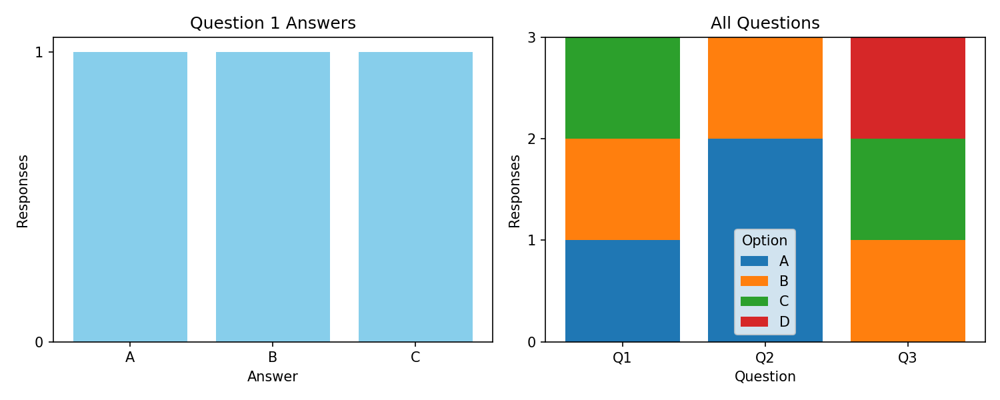 Question 1 Answers
1
0
Responses
A
B
C
Answer
All Questions
3
2
1
0
Responses
Option
A
B
C
D
Q1
Q2
Q3
Question